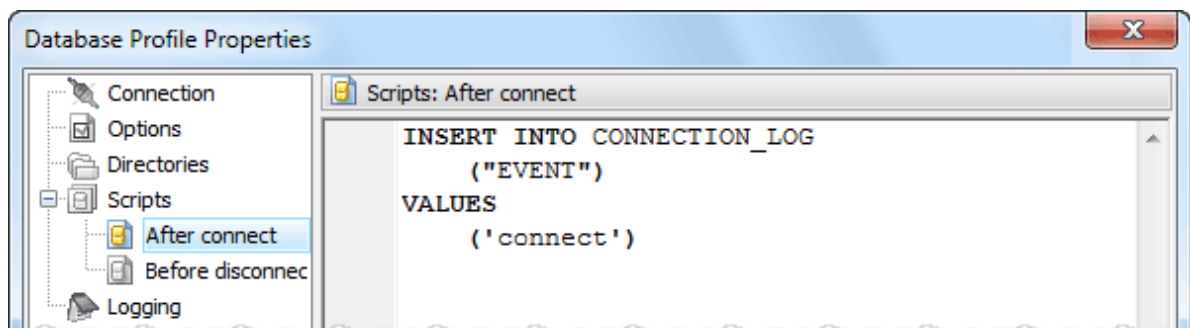 Database Profile Properties
Connection
Options
Directories
Scripts
After connect
Before disconnec
Logging
Scripts: After connect
INSERT INTO CONNECTION_LOG
("EVENT")
VALUES
('connect')